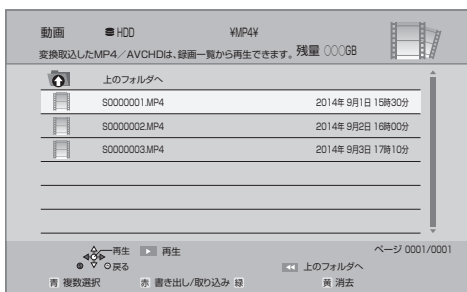 動画 HDD ¥MP4¥
変換取込したMP4／AVCHDは、録画一覧から再生できます。 残量 〇〇〇GB
上のフォルダへ
S0000001.MP4 2014年 9月1日 15時30分
S0000002.MP4 2014年 9月2日 16時00分
S0000003.MP4 2014年 9月3日 17時10分
再生 再生 ページ 0001/0001
戻る 上のフォルダへ
青 複数選択 赤 書き出し/取り込み 緑 黄 消去